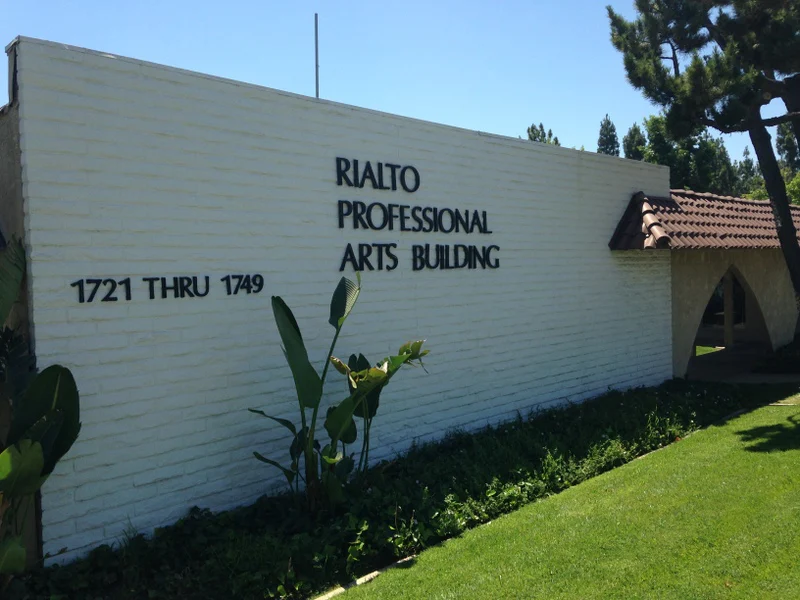 RIALTO
PROFESSIONAL
ARTS BUILDING
1721 THRU 1749